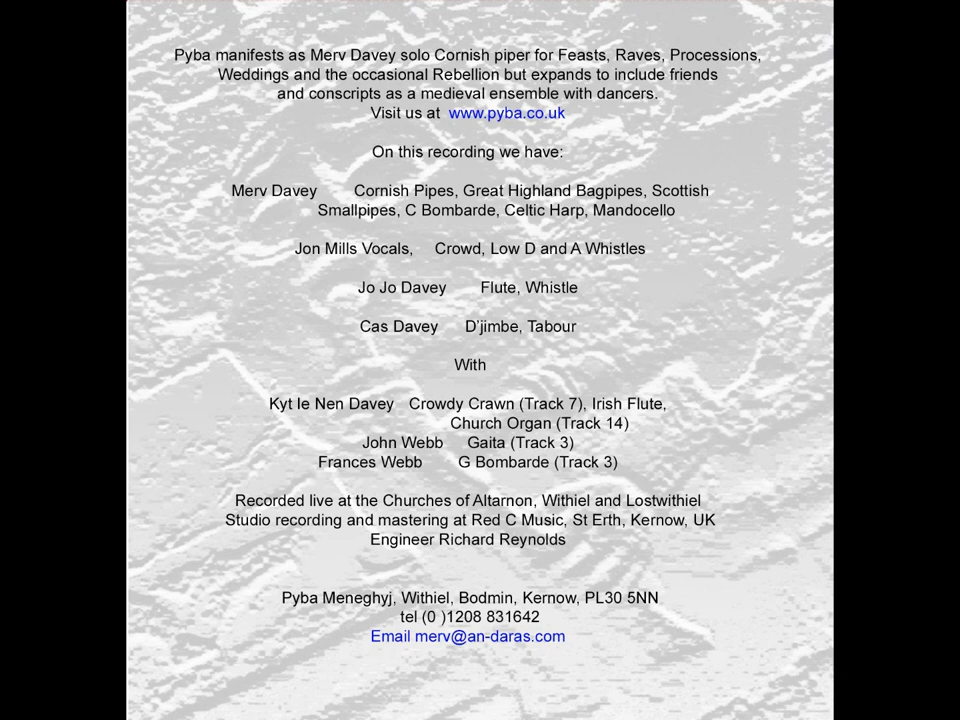 Pyba manifests as Merv Davey solo Cornish piper for Feasts, Raves, Processions,
Weddings and the occasional Rebellion but expands to include friends
and conscripts as a medieval ensemble with dancers.
Visit us at www.pyba.co.uk
On this recording we have:
Merv Davey Cornish Pipes, Great Highland Bagpipes, Scottish
Smallpipes, C Bombarde, Celtic Harp, Mandocello
Jon Mills Vocals, Crowd, Low D and A Whistles
Jo Jo Davey Flute, Whistle
Cas Davey D'jimbe, Tabour
With
Kyt le Nen Davey Crowdy Crawn (Track 7), Irish Flute,
Church Organ (Track 14)
John Webb Gaita (Track 3)
Frances Webb G Bombarde (Track 3)
Recorded live at the Churches of Altarnon, Withiel and Lostwithiel
Studio recording and mastering at Red C Music, St Erth, Kernow, UK
Engineer Richard Reynolds
Pyba Meneghyj, Withiel, Bodmin, Kernow, PL30 5NN
tel (0 )1208 831642
Email merv@an-daras.com